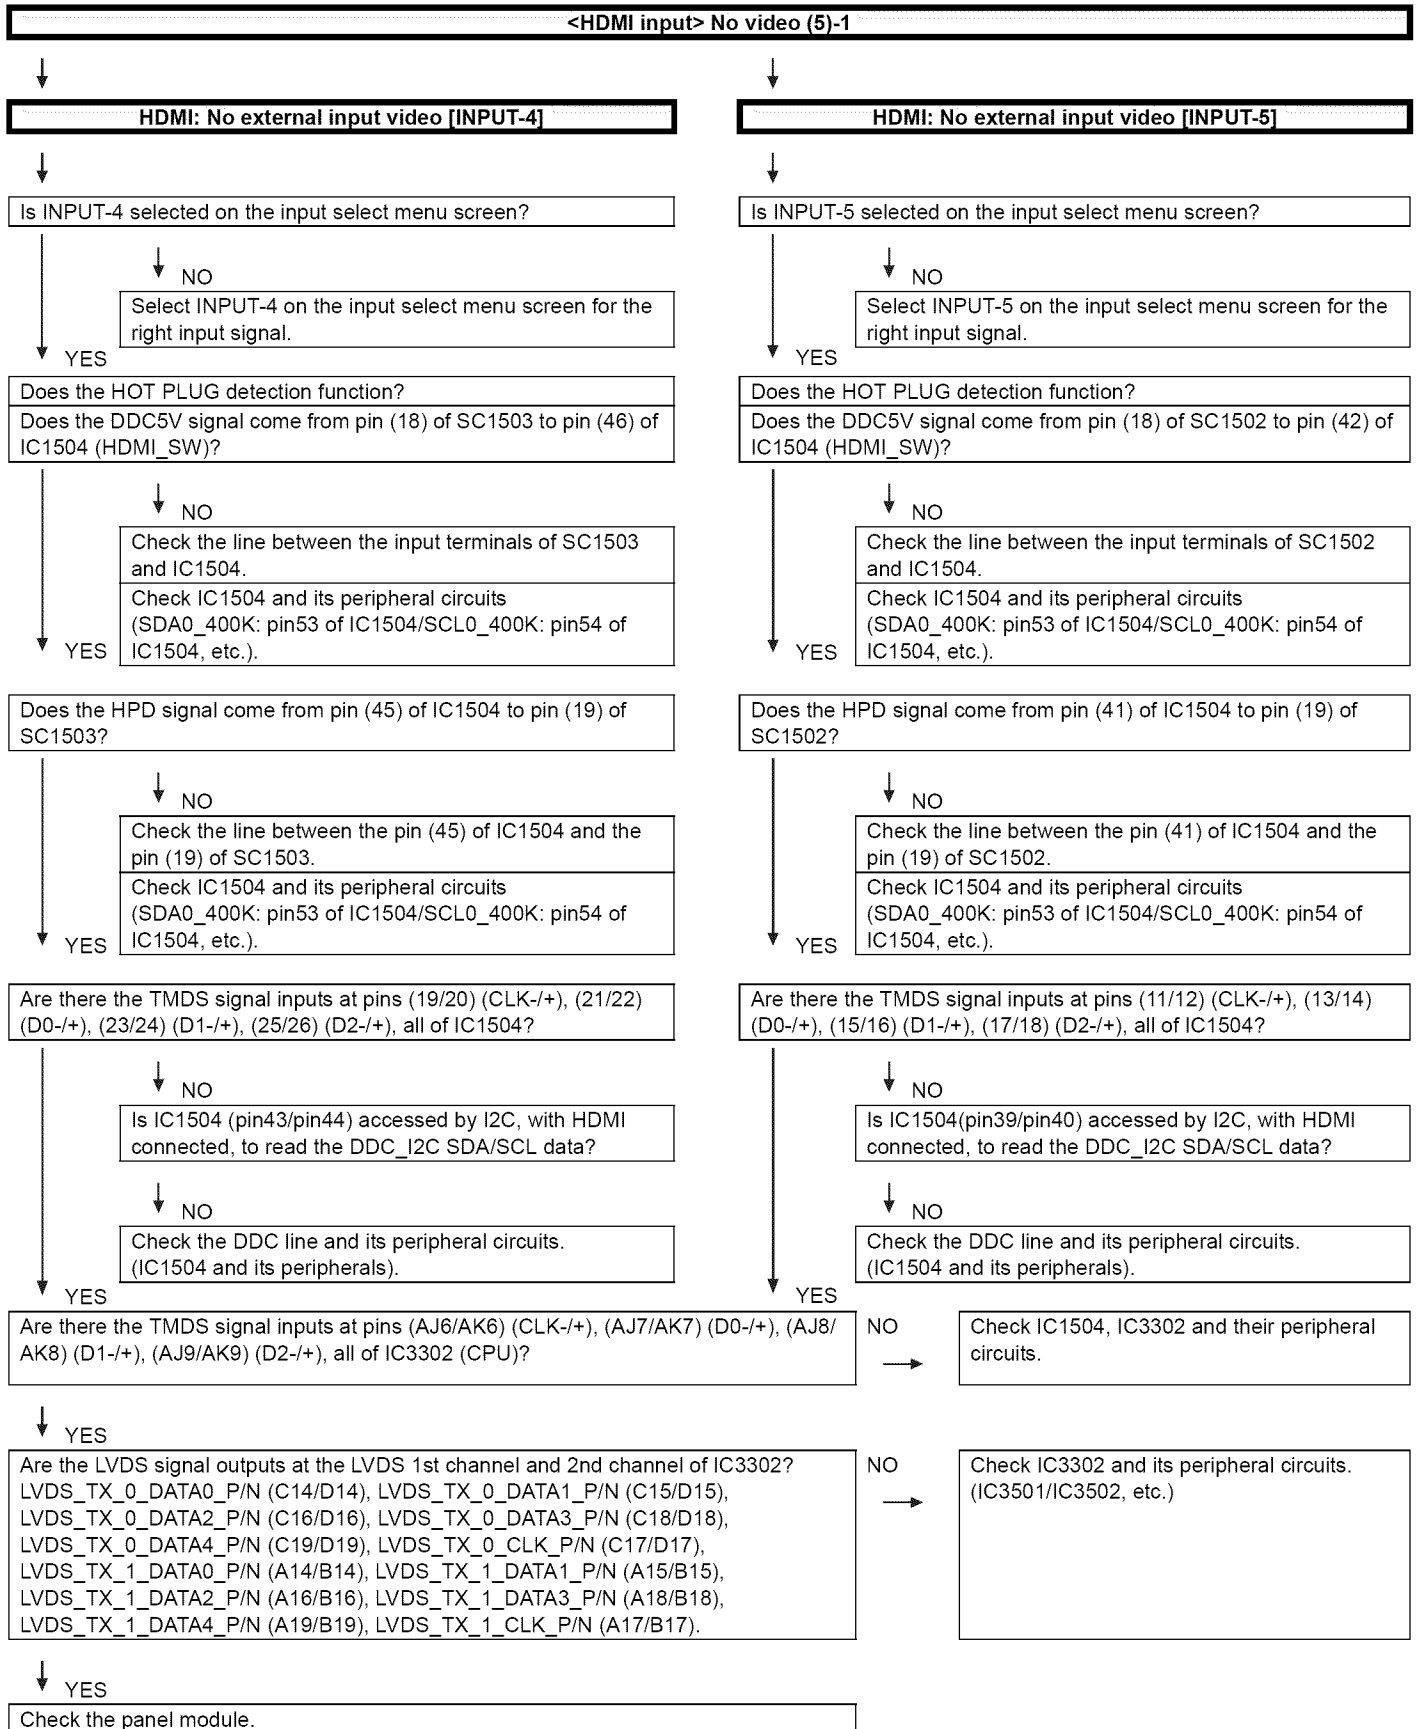 <HDMI input> No video (5)-1
HDMI: No external input video [INPUT-4]
Is INPUT-4 selected on the input select menu screen?
NO
Select INPUT-4 on the input select menu screen for the
right input signal.
YES
Does the HOT PLUG detection function?
Does the DDC5V signal come from pin (18) of SC1503 to pin (46) of
IC1504 (HDMI_SW)?
NO
Check the line between the input terminals of SC1503
and IC1504.
Check IC1504 and its peripheral circuits
(SDA0_400K: pin53 of IC1504/SCL0_400K: pin54 of
IC1504, etc.).
YES
Does the HPD signal come from pin (45) of IC1504 to pin (19) of
SC1503?
NO
Check the line between the pin (45) of IC1504 and the
pin (19) of SC1503.
Check IC1504 and its peripheral circuits
(SDA0_400K: pin53 of IC1504/SCL0_400K: pin54 of
IC1504, etc.).
YES
Are there the TMDS signal inputs at pins (19/20) (CLK-/+), (21/22)
(D0-/+), (23/24) (D1-/+), (25/26) (D2-/+), all of IC1504?
NO
Is IC1504 (pin43/pin44) accessed by I2C, with HDMI
connected, to read the DDC_I2C SDA/SCL data?
NO
Check the DDC line and its peripheral circuits.
(IC1504 and its peripherals).
YES
HDMI: No external input video [INPUT-5]
Is INPUT-5 selected on the input select menu screen?
NO
Select INPUT-5 on the input select menu screen for the
right input signal.
YES
Does the HOT PLUG detection function?
Does the DDC5V signal come from pin (18) of SC1502 to pin (42) of
IC1504 (HDMI_SW)?
NO
Check the line between the input terminals of SC1502
and IC1504.
Check IC1504 and its peripheral circuits
(SDA0_400K: pin53 of IC1504/SCL0_400K: pin54 of
IC1504, etc.).
YES
Does the HPD signal come from pin (41) of IC1504 to pin (19) of
SC1502?
NO
Check the line between the pin (41) of IC1504 and the
pin (19) of SC1502.
Check IC1504 and its peripheral circuits
(SDA0_400K: pin53 of IC1504/SCL0_400K: pin54 of
IC1504, etc.).
YES
Are there the TMDS signal inputs at pins (11/12) (CLK-/+), (13/14)
(D0-/+), (15/16) (D1-/+), (17/18) (D2-/+), all of IC1504?
NO
Is IC1504(pin39/pin40) accessed by I2C, with HDMI
connected, to read the DDC_I2C SDA/SCL data?
NO
Check the DDC line and its peripheral circuits.
(IC1504 and its peripherals).
YES
Are there the TMDS signal inputs at pins (AJ6/AK6) (CLK-/+), (AJ7/AK7) (D0-/+), (AJ8/
AK8) (D1-/+), (AJ9/AK9) (D2-/+), all of IC3302 (CPU)?
NO
Check IC1504, IC3302 and their peripheral
circuits.
YES
Are the LVDS signal outputs at the LVDS 1st channel and 2nd channel of IC3302?
LVDS_TX_0_DATA0_P/N (C14/D14), LVDS_TX_0_DATA1_P/N (C15/D15),
LVDS_TX_0_DATA2_P/N (C16/D16), LVDS_TX_0_DATA3_P/N (C18/D18),
LVDS_TX_0_DATA4_P/N (C19/D19), LVDS_TX_0_CLK_P/N (C17/D17),
LVDS_TX_1_DATA0_P/N (A14/B14), LVDS_TX_1_DATA1_P/N (A15/B15),
LVDS_TX_1_DATA2_P/N (A16/B16), LVDS_TX_1_DATA3_P/N (A18/B18),
LVDS_TX_1_DATA4_P/N (A19/B19), LVDS_TX_1_CLK_P/N (A17/B17).
NO
Check IC3302 and its peripheral circuits.
(IC3501/IC3502, etc.)
YES
Check the panel module.